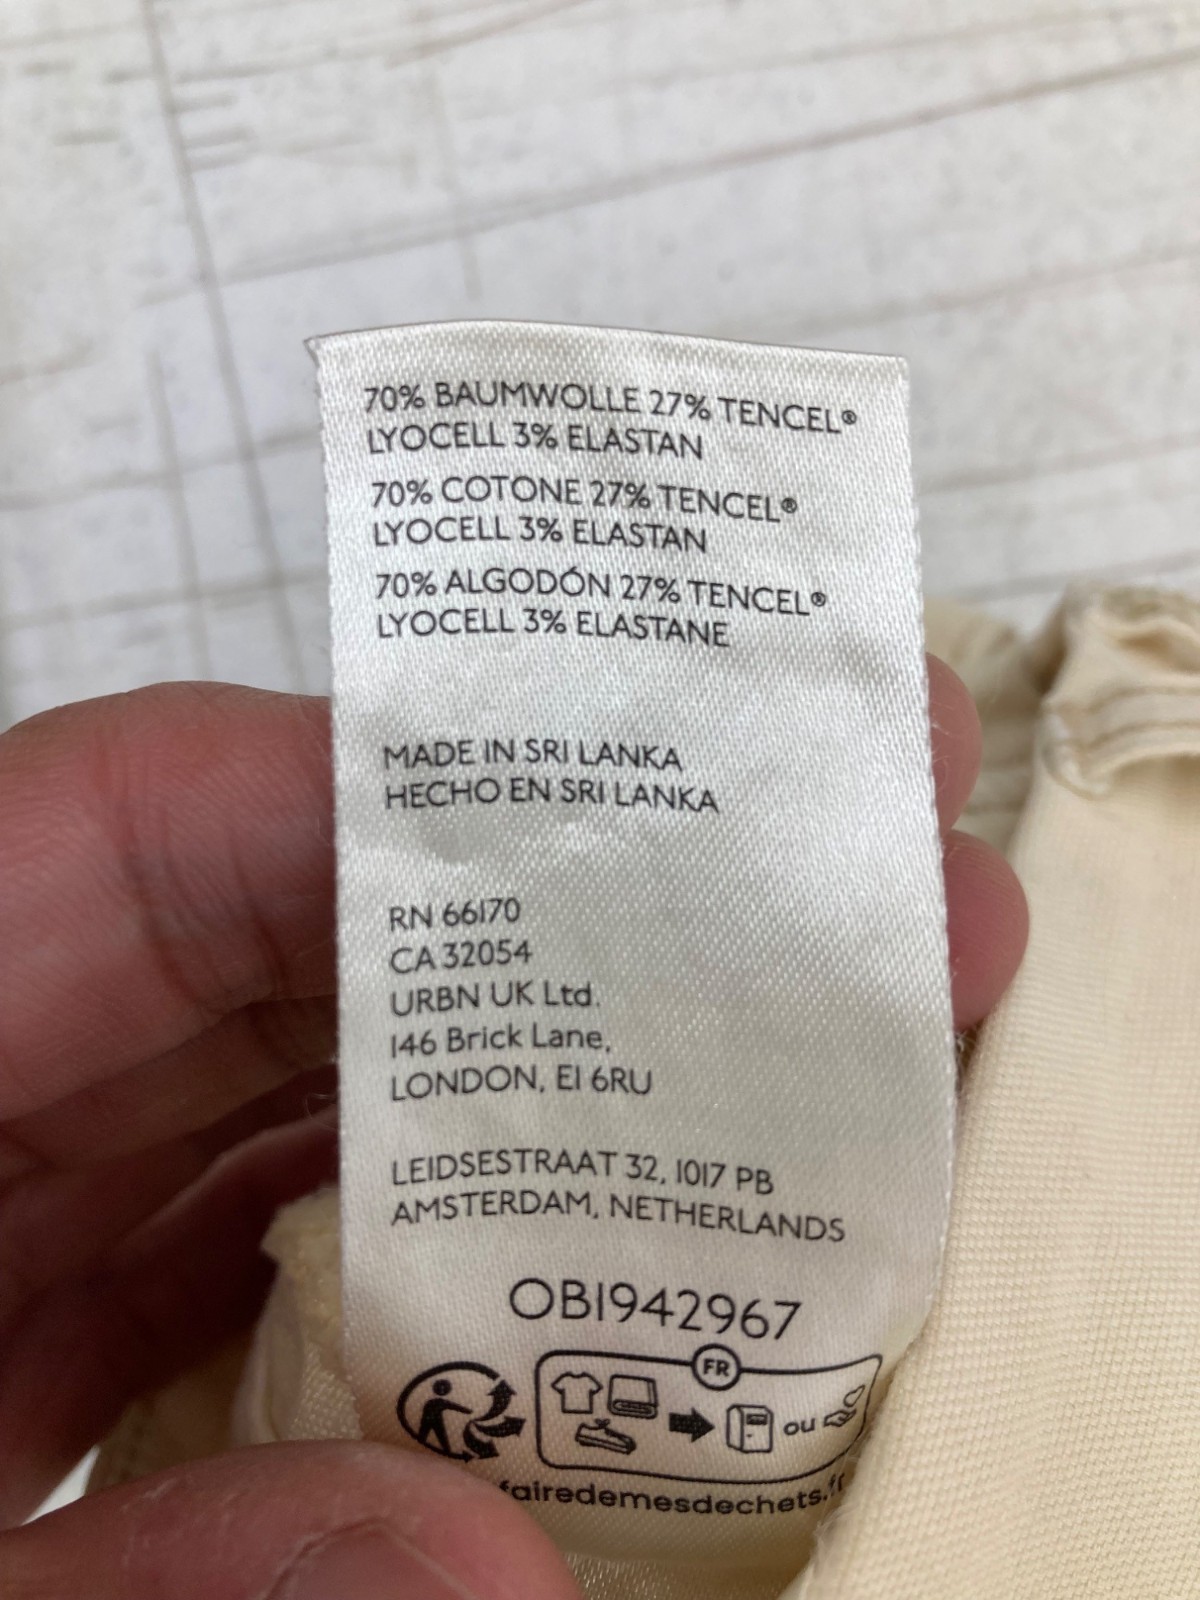 70% BAUMWOLLE 27% TENCEL®
LYOCELL 3% ELASTAN
70% COTONE 27% TENCEL®
LYOCELL 3% ELASTAN
70% ALGODÓN 27% TENCEL®
LYOCELL 3% ELASTANE
MADE IN SRI LANKA
HECHO EN SRI LANKA
RN 66170
CA 32054
URBN UK Ltd.
146 Brick Lane,
LONDON, E1 6RU
LEIDSESTRAAT 32, 1017 PB
AMSTERDAM, NETHERLANDS
OB1942967
FR
ou
fairedemesdechets.fr